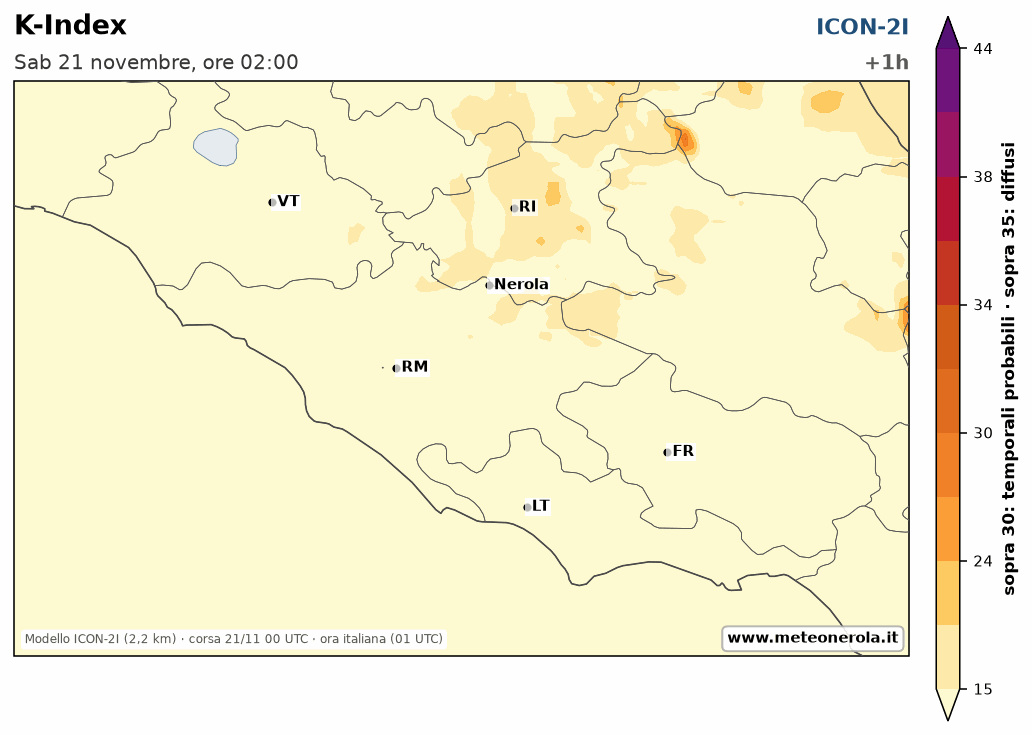 K-Index
ICON-2I
Sab 21 novembre, ore 02:00
+1h
44
38
34
30
24
15
sopra 30: temporali probabili · sopra 35: diffusi
VT
RI
Nerola
RM
FR
LT
Modello ICON-2I (2,2 km) · corsa 21/11 00 UTC · ora italiana (01 UTC)
www.meteonerola.it